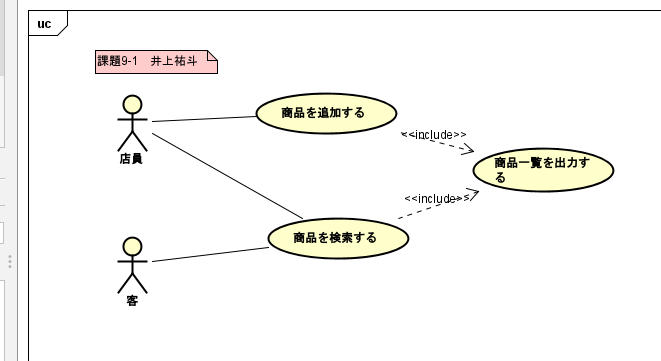 uc
課題9-1 井上祐斗
商品を追加する
<<include>>
店員
商品一覧を出力す
る
<<include>>
商品を検索する
客